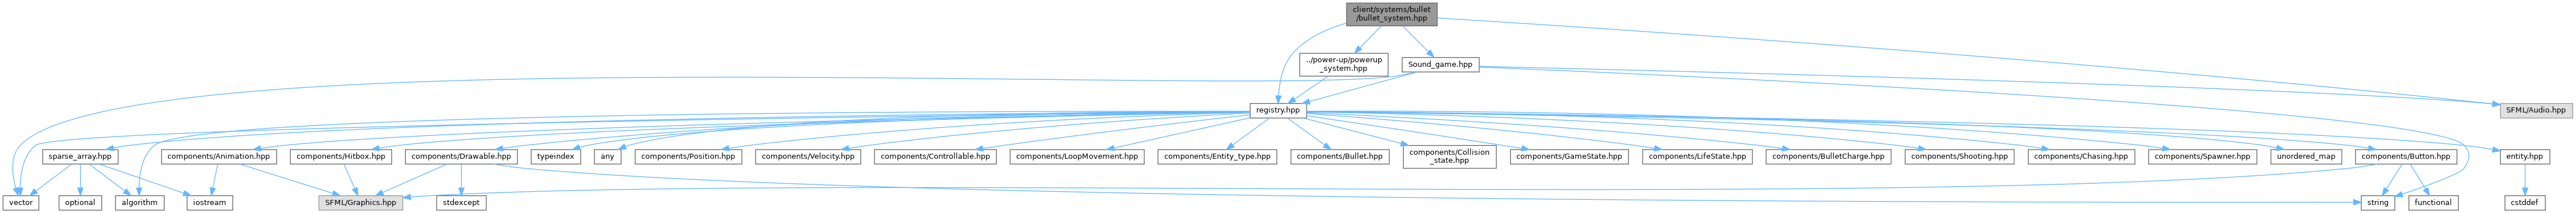 client/systems/bullet
/bullet_system.hpp
../power-up/powerup
_system.hpp
Sound_game.hpp
registry.hpp
SFML/Audio.hpp
sparse_array.hpp
components/Animation.hpp
components/Hitbox.hpp
components/Drawable.hpp
typeindex
any
components/Position.hpp
components/Velocity.hpp
components/Controllable.hpp
components/LoopMovement.hpp
components/Entity_type.hpp
components/Bullet.hpp
components/Collision
_state.hpp
components/GameState.hpp
components/LifeState.hpp
components/BulletCharge.hpp
components/Shooting.hpp
components/Chasing.hpp
components/Spawner.hpp
unordered_map
components/Button.hpp
entity.hpp
vector
optional
algorithm
iostream
SFML/Graphics.hpp
stdexcept
string
functional
cstddef